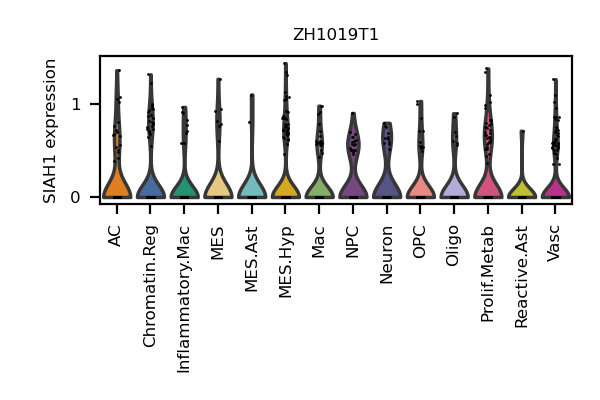 ZH1019T1
SIAH1 expression
1
0
AC
Chromatin.Reg
Inflammatory.Mac
MES
MES.Ast
MES.Hyp
Mac
NPC
Neuron
OPC
Oligo
Prolif.Metab
Reactive.Ast
Vasc